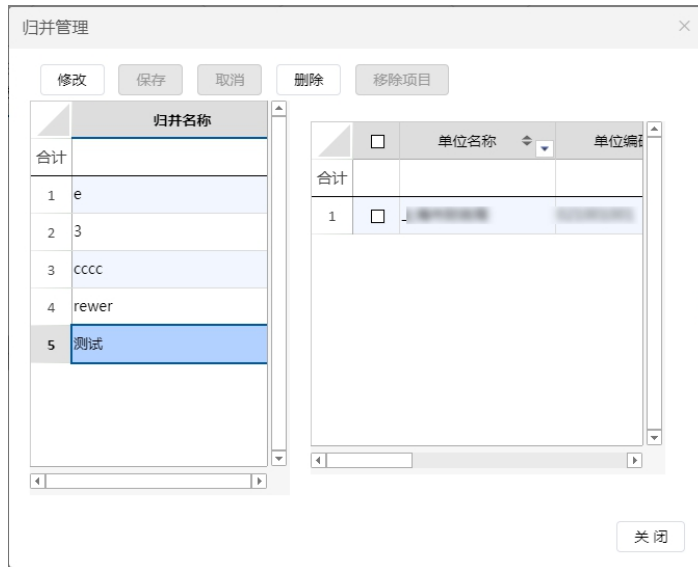 归并管理
修改 保存 取消 删除 移除项目
归并名称
合计
1 e
2 3
3 cccc
4 rewer
5 测试
单位名称 单位编
合计
1
关闭